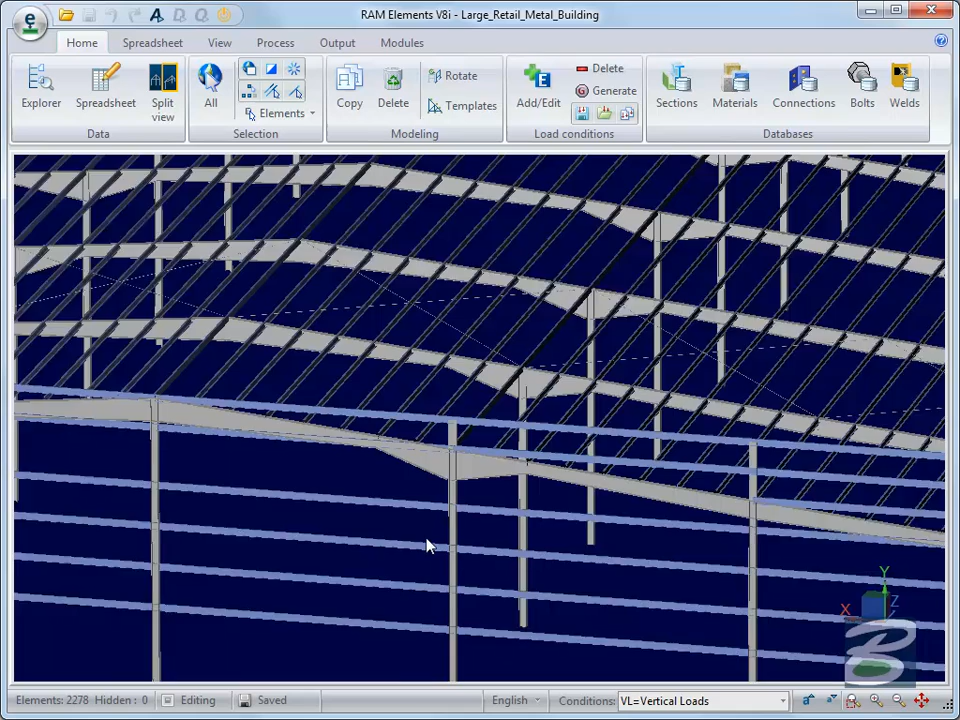 RAM Elements V8i - Large_Retail_Metal_Building
Home Spreadsheet View Process Output Modules
Explorer Spreadsheet Split view
Data
All
Elements
Selection
Copy Delete
Rotate
Templates
Modeling
Add/Edit
Delete
Generate
Load conditions
Sections Materials Connections Bolts Welds
Databases
Y
X Z
B
Elements: 2278 Hidden : 0 Editing Saved English Conditions: VL=Vertical Loads